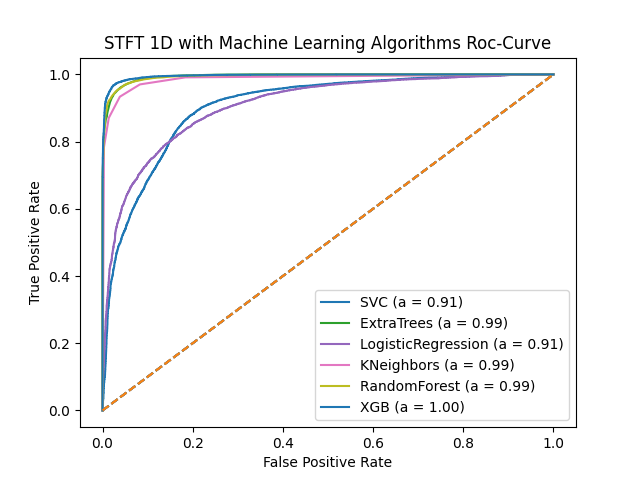 STFT 1D with Machine Learning Algorithms Roc-Curve
True Positive Rate
1.0
0.8
0.6
0.4
0.2
0.0
SVC (a = 0.91)
ExtraTrees (a = 0.99)
LogisticRegression (a = 0.91)
KNeighbors (a = 0.99)
RandomForest (a = 0.99)
XGB (a = 1.00)
0.0 0.2 0.4 0.6 0.8 1.0
False Positive Rate